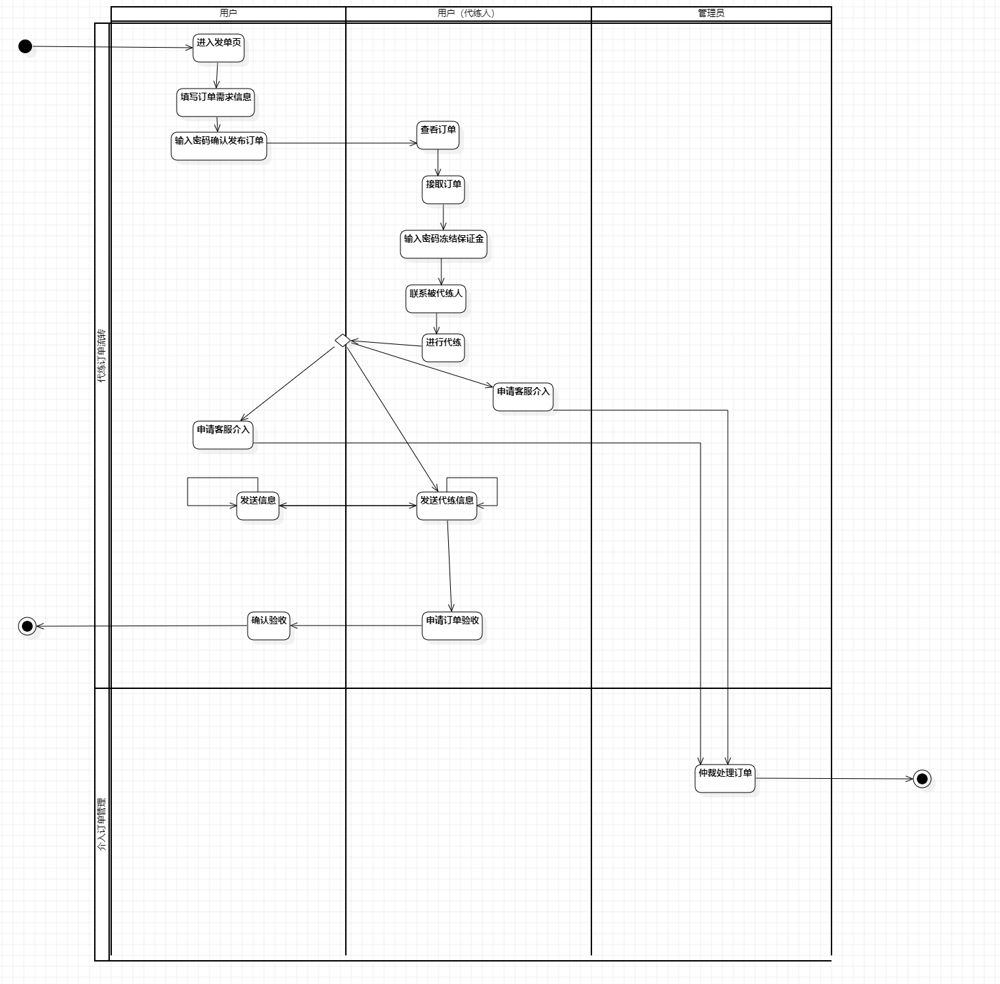 用户
用户（代练人）
管理员
进入发单页
填写订单需求信息
输入密码确认发布订单
查看订单
接取订单
输入密码冻结保证金
联系被代练人
进行代练
代练订单流转
申请客服介入
申请客服介入
发送信息
发送代练信息
确认验收
申请订单验收
仲裁处理订单
介入订单管理